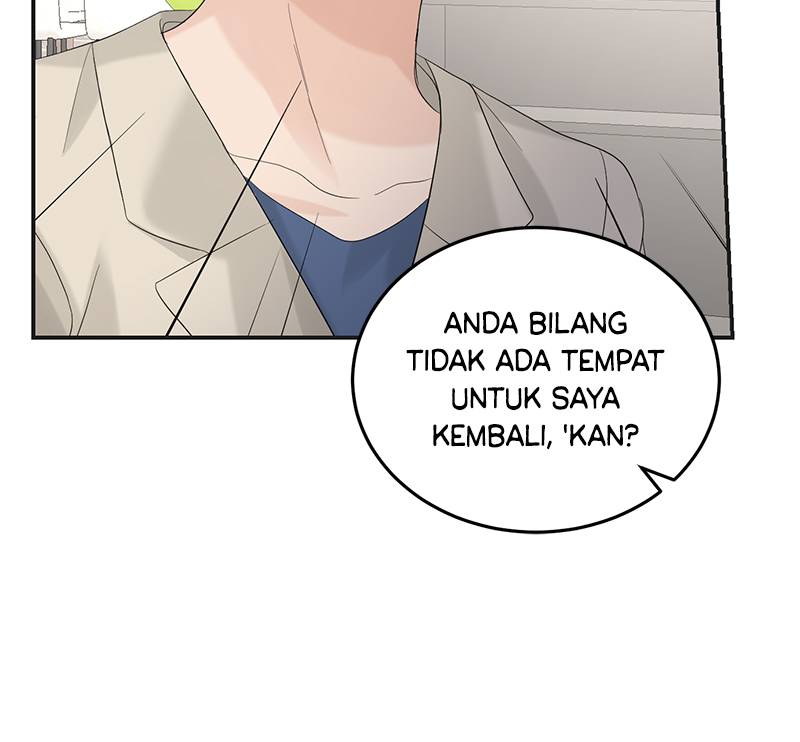 ANDA BILANG
TIDAK ADA TEMPAT
UNTUK SAYA
KEMBALI, 'KAN?